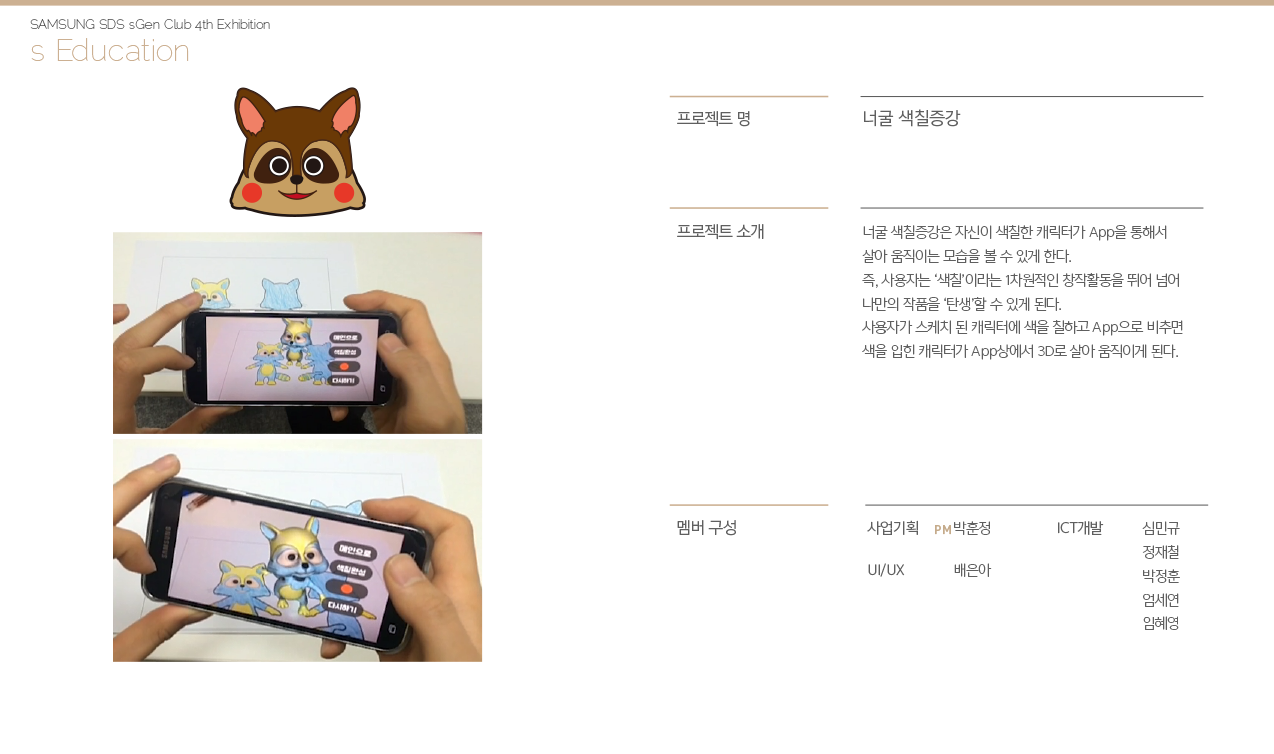 SAMSUNG SDS sGen Club 4th Exhibition
s Education
프로젝트 명
너굴 색칠증강
프로젝트 소개
너굴 색칠증강은 자신이 색칠한 캐릭터가 App을 통해서
살아 움직이는 모습을 볼 수 있게 한다.
즉, 사용자는 ‘색칠’이라는 1차원적인 창작활동을 뛰어 넘어
나만의 작품을 ‘탄생’할 수 있게 된다.
사용자가 스케치 된 캐릭터에 색을 칠하고 App으로 비추면
색을 입힌 캐릭터가 App상에서 3D로 살아 움직이게 된다.
멤버 구성
사업기획 PM 박훈정
UI/UX 배은아
ICT개발 심민규
정재철
박정훈
엄세연
임혜영
메인으로
색칠완성
다시하기
SAMSUNG
메인으로
색칠완성
다시하기